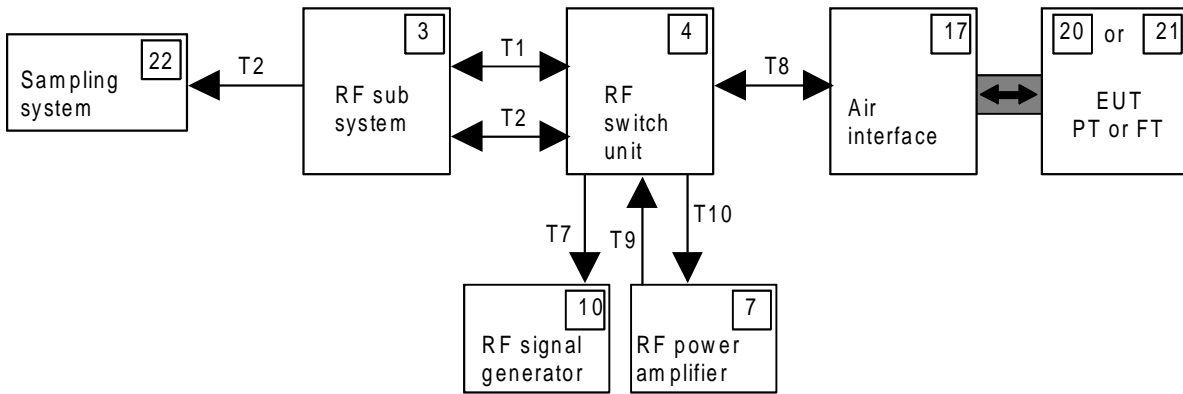 22
Sampling
system
T2
3
RF sub
system
T1
T2
4
RF
switch
unit
T8
17
Air
interface
20 or 21
EUT
PT or FT
T7
T9
T10
10
RF signal
generator
7
RF power
amplifier